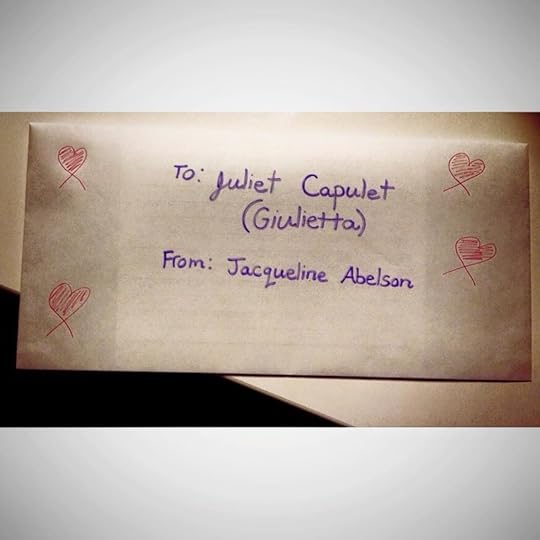 To: Juliet Capulet
(Giulietta)
From: Jacqueline Abelson